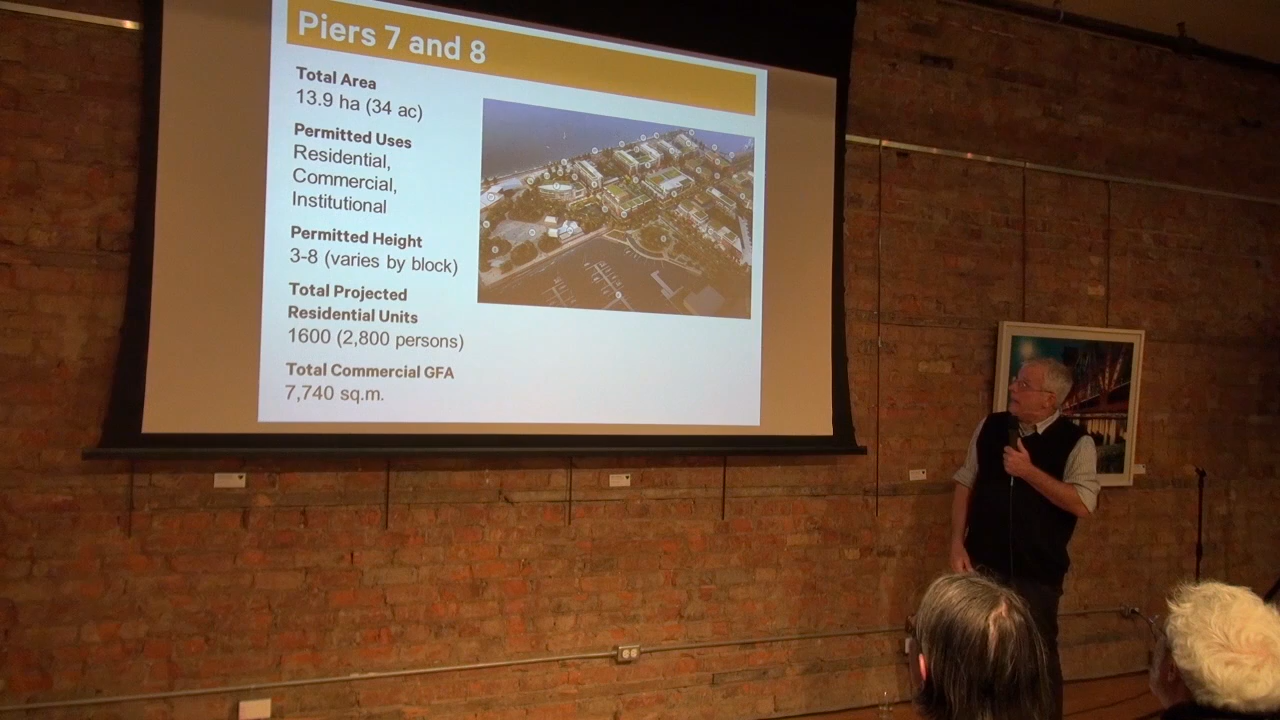 Piers 7 and 8
Total Area
13.9 ha (34 ac)
Permitted Uses
Residential,
Commercial,
Institutional
Permitted Height
3-8 (varies by block)
Total Projected
Residential Units
1600 (2,800 persons)
Total Commercial GFA
7,740 sq.m.